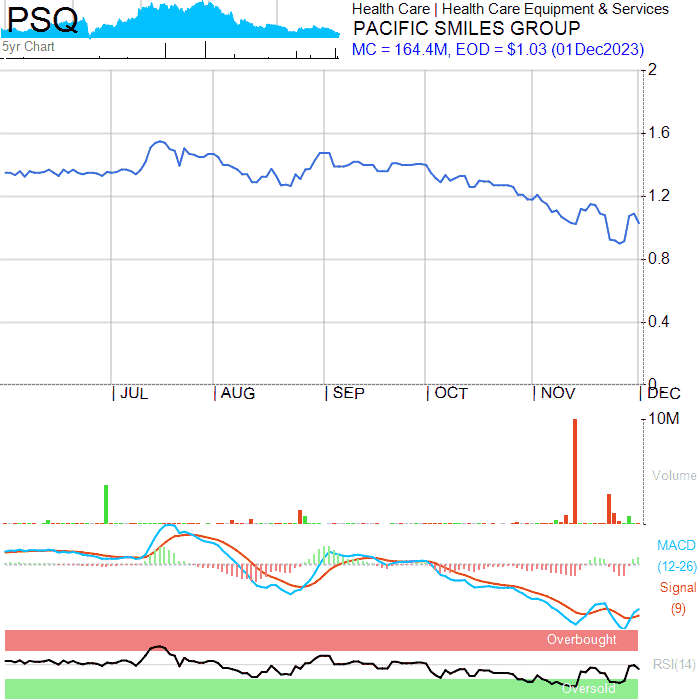 PSQ
5yr Chart
Health Care | Health Care Equipment & Services
PACIFIC SMILES GROUP
MC = 164.4M, EOD = $1.03 (01Dec2023)
2
1.6
1.2
0.8
0.4
0
JUL AUG SEP OCT NOV DEC
10M
Volume
MACD
(12-26)
Signal
(9)
Overbought
RSI(14)
Oversold